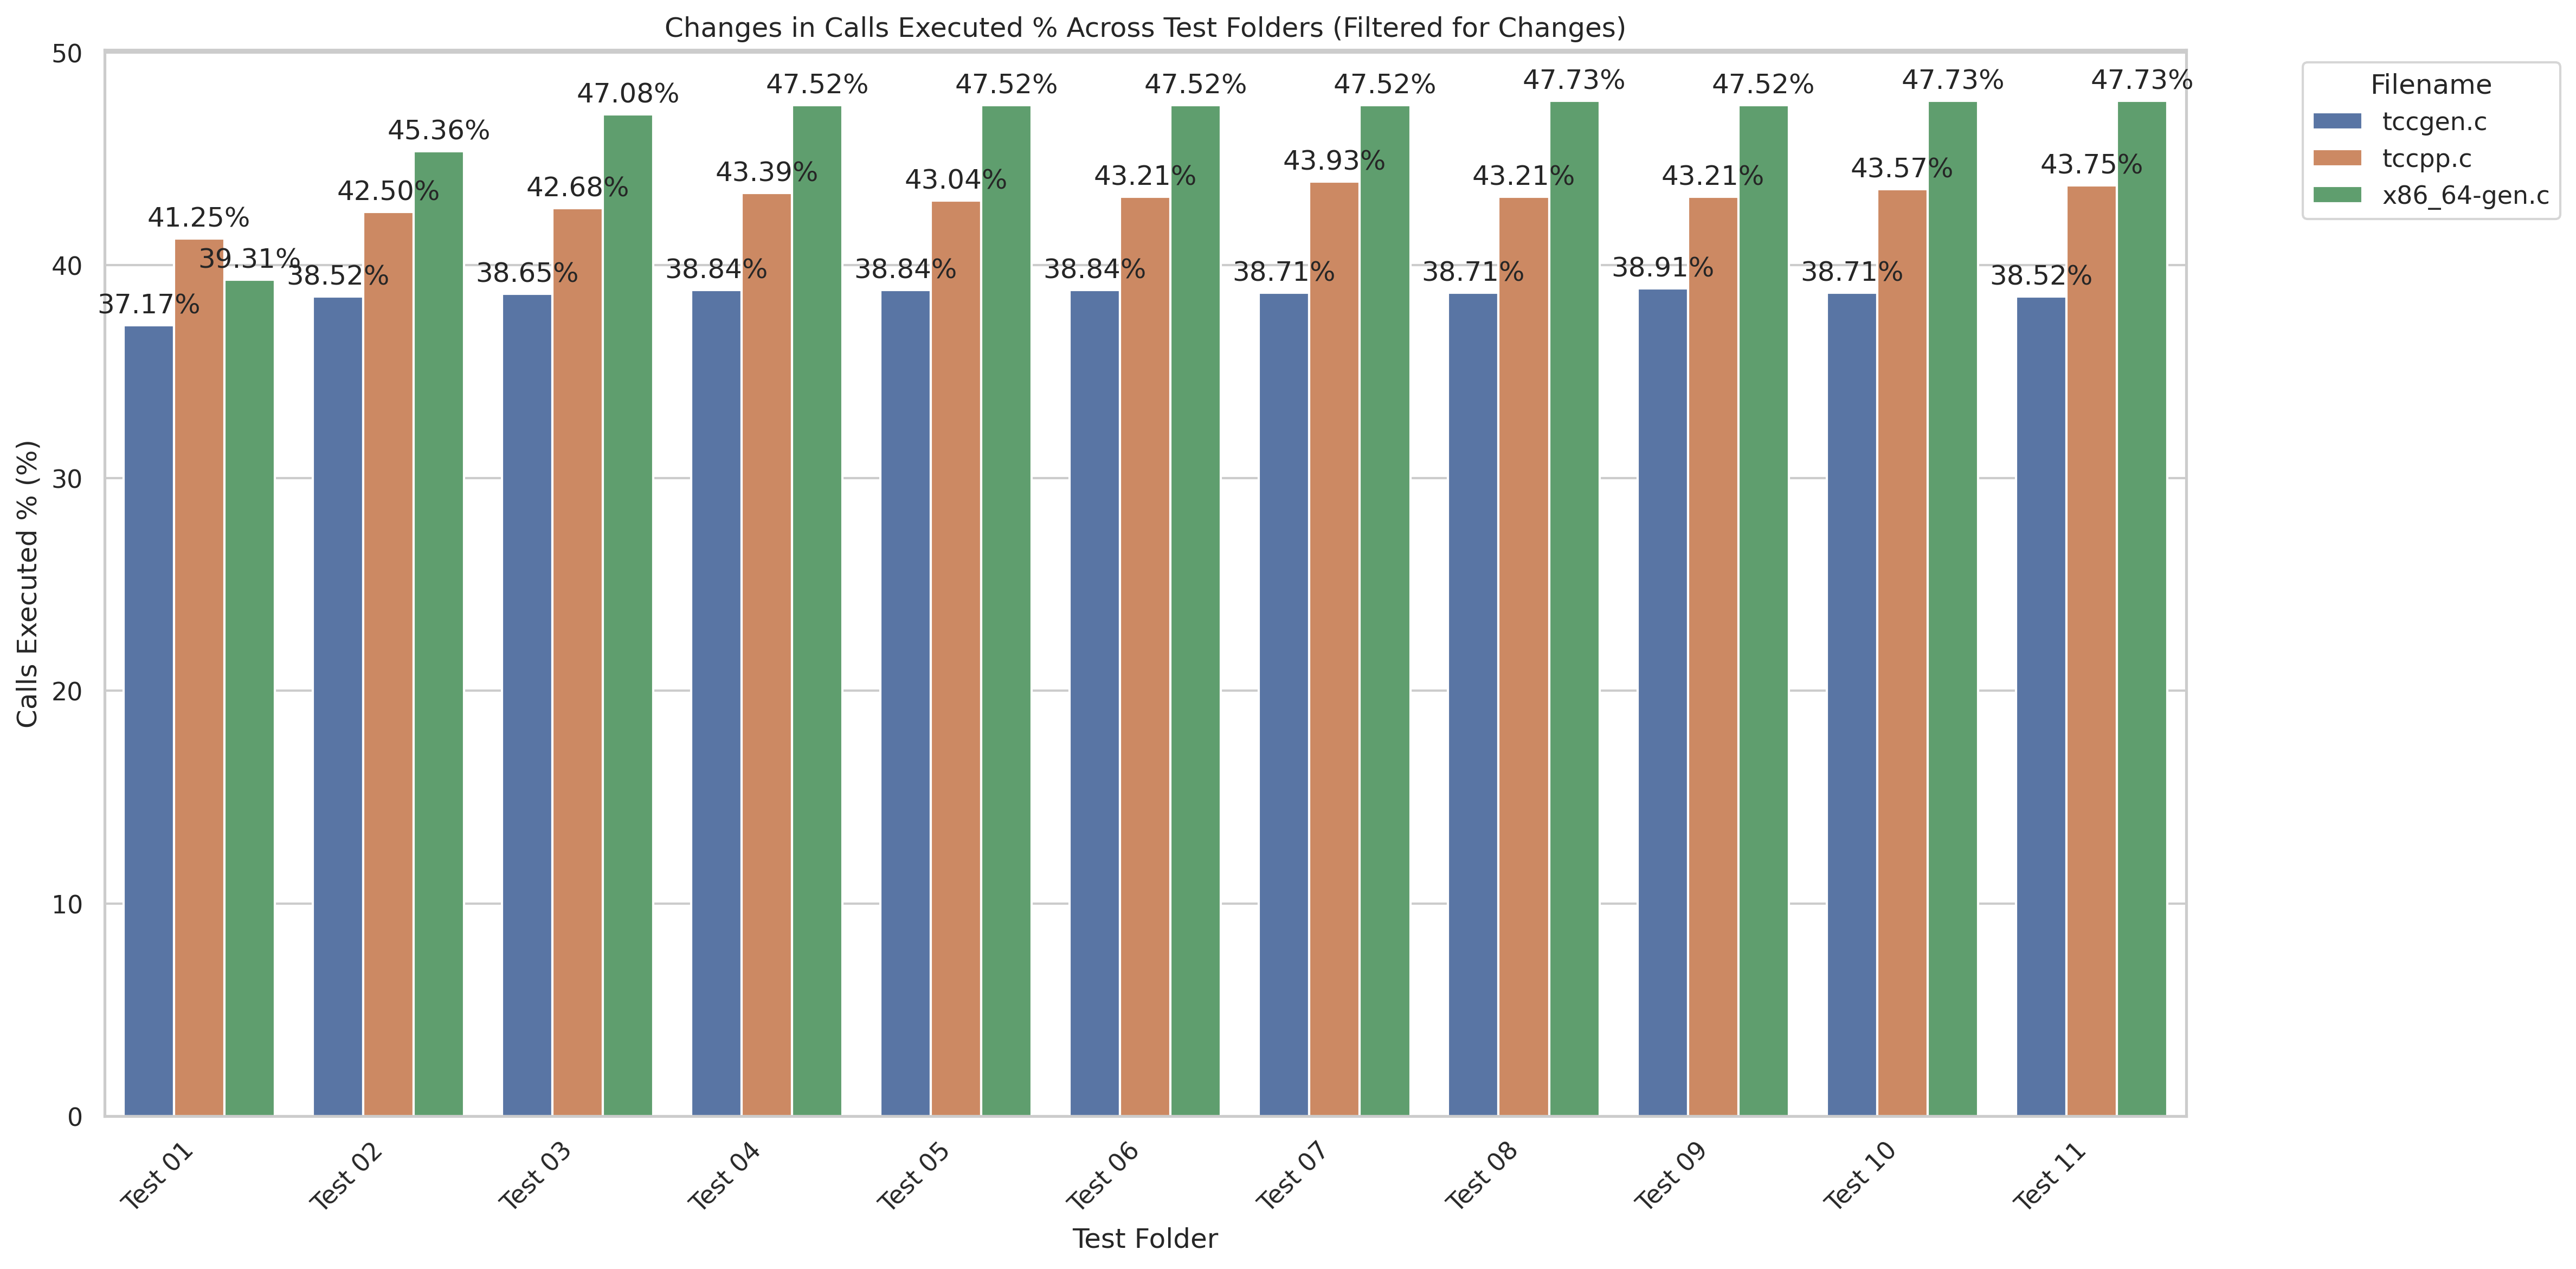 Changes in Calls Executed % Across Test Folders (Filtered for Changes)
Calls Executed % (%)
50
40
30
20
10
0
37.17%
41.25%
39.31%
38.52%
42.50%
45.36%
38.65%
42.68%
47.08%
38.84%
43.39%
47.52%
38.84%
43.04%
47.52%
38.84%
43.21%
47.52%
38.71%
43.93%
47.52%
38.71%
43.21%
47.73%
38.91%
43.21%
47.52%
38.71%
43.57%
47.73%
38.52%
43.75%
47.73%
Test 01
Test 02
Test 03
Test 04
Test 05
Test 06
Test 07
Test 08
Test 09
Test 10
Test 11
Test Folder
Filename
tccgen.c
tccpp.c
x86_64-gen.c